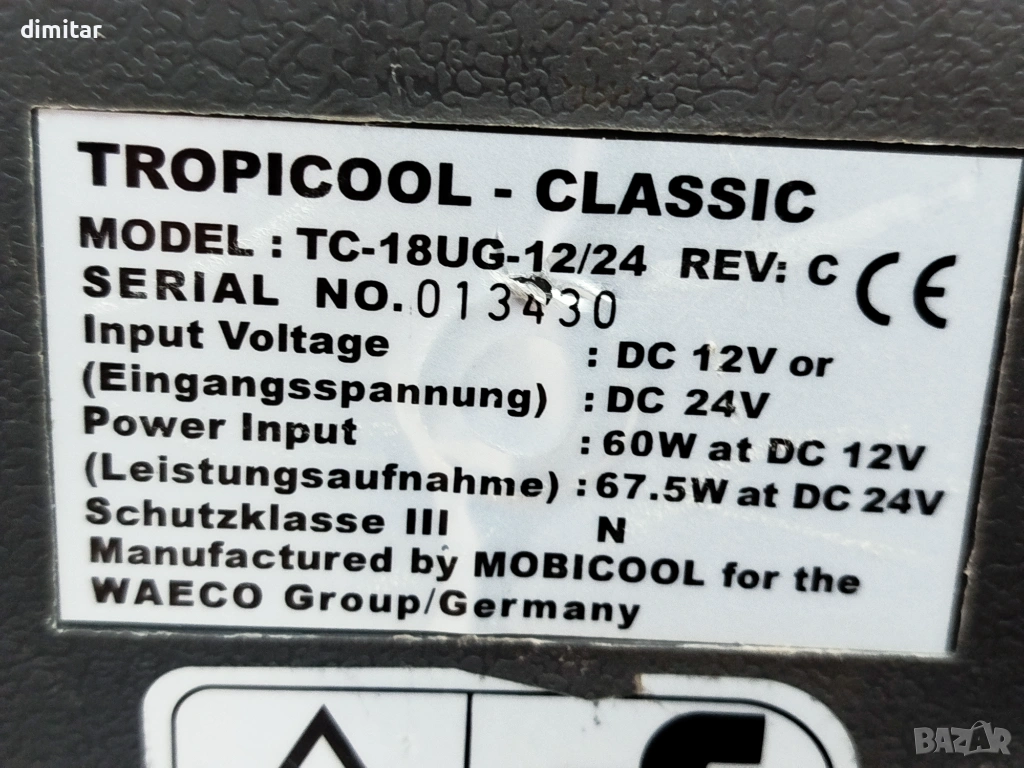 dimitar
TROPICOOL - CLASSIC
MODEL : TC-18UG-12/24 REV: C CE
SERIAL NO. 013430
Input Voltage : DC 12V or
(Eingangsspannung) : DC 24V
Power Input : 60W at DC 12V
(Leistungsaufnahme) : 67.5W at DC 24V
Schutzklasse III N
Manufactured by MOBICOOL for the
WAECO Group/Germany
BAZAR